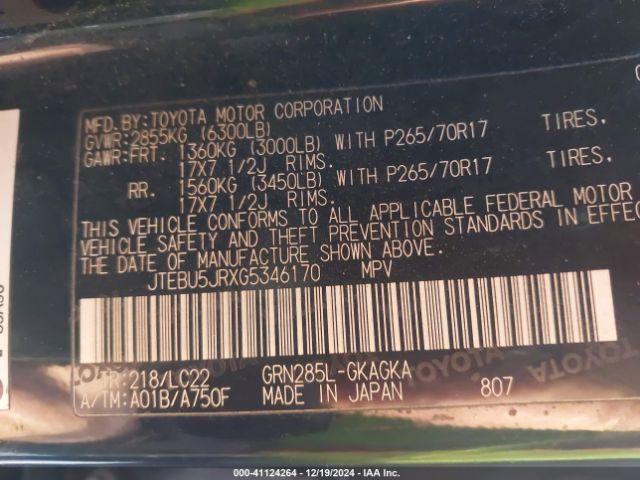 MFD.BY:TOYOTA MOTOR CORPORATION
GVWR:2855KG (6300LB)
GAWR:FRT. 1360KG (3000LB) WITH P265/70R17 TIRES,
17X7 1/2J RIMS.
RR. 1560KG (3450LB) WITH P265/70R17 TIRES,
17X7 1/2J RIMS.
THIS VEHICLE CONFORMS TO ALL APPLICABLE FEDERAL MOTOR
VEHICLE SAFETY AND THEFT PREVENTION STANDARDS IN EFFEC
THE DATE OF MANUFACTURE SHOWN ABOVE.
JTEBU5JRXG5346170 MPV
TR:218/LC22 GRN285L-GKAGKA
A/TM:A01B/A750F MADE IN JAPAN 807
TOYOTA
000-41124264 - 12/19/2024 - IAA Inc.